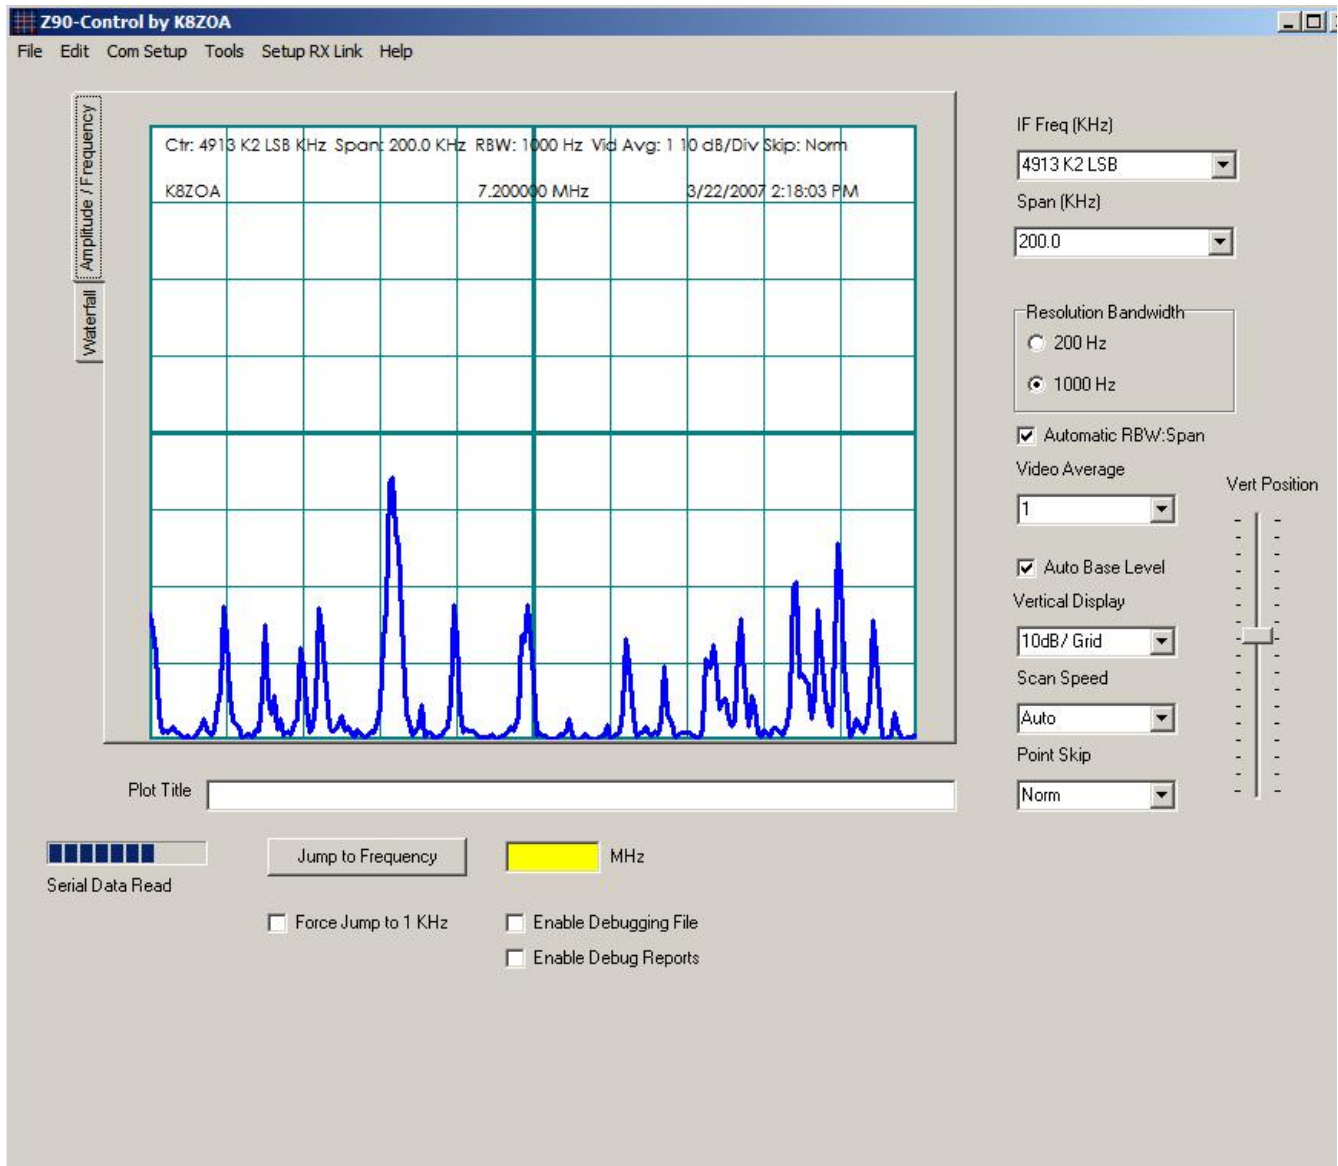 Z90-Control by K8ZOA
File Edit Com Setup Tools Setup RX Link Help
Amplitude / Frequency
Waterfall
Ctr: 4913 K2 LSB KHz Span: 200.0 KHz RBW: 1000 Hz Vid Avg: 1 10 dB/Div Skip: Norm
K8ZOA 7.200000 MHz 3/22/2007 2:18:03 PM
IF Freq (KHz)
4913 K2 LSB
Span (KHz)
200.0
Resolution Bandwidth
200 Hz
1000 Hz
Automatic RBW:Span
Video Average
1
Vert Position
Auto Base Level
Vertical Display
10dB/ Grid
Scan Speed
Auto
Point Skip
Norm
Plot Title
Serial Data Read
Jump to Frequency
MHz
Force Jump to 1 KHz
Enable Debugging File
Enable Debug Reports